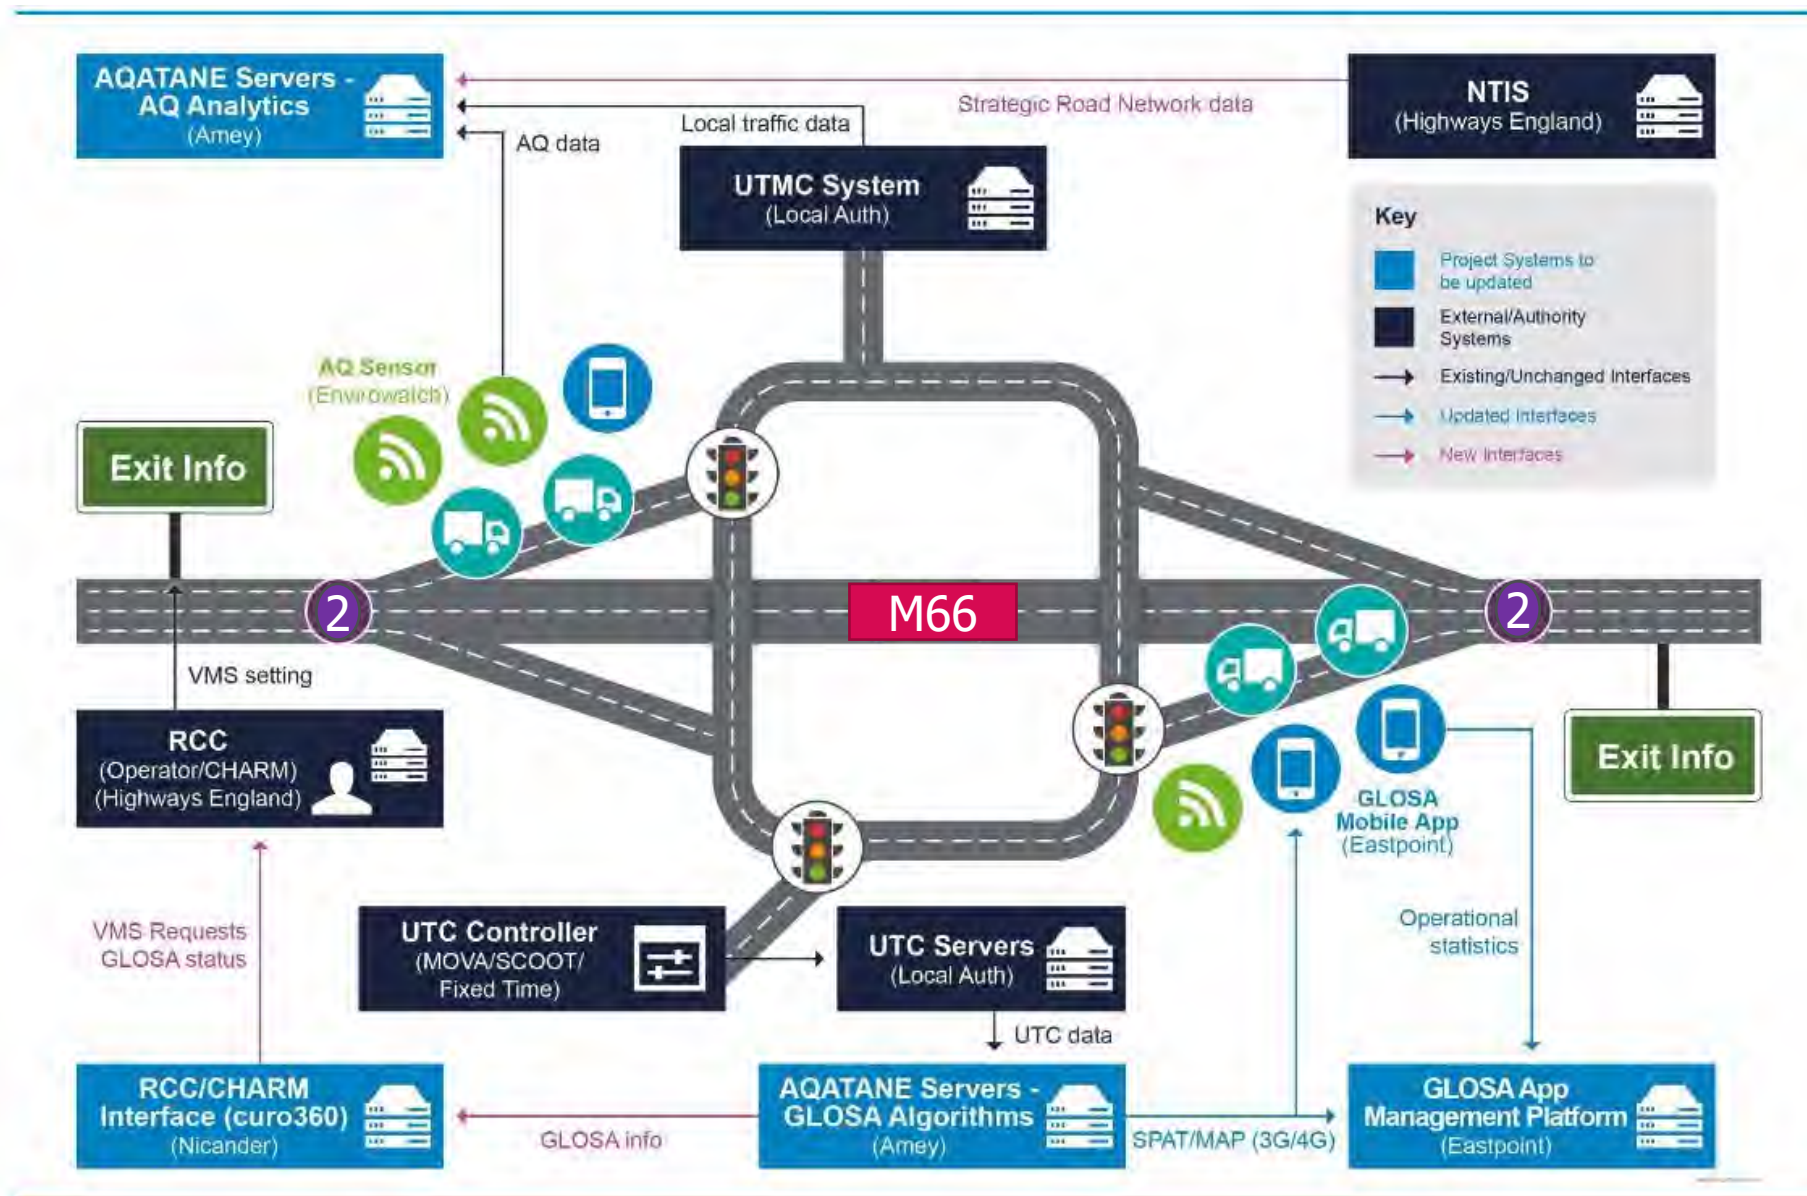 AQATANE Servers -
AQ Analytics
(Amey)
Strategic Road Network data
NTIS
(Highways England)
Local traffic data
AQ data
UTMC System
(Local Auth)
Key
Project Systems to
be updated
External/Authority
Systems
Existing/Unchanged Interfaces
Updated Interfaces
New Interfaces
AQ Sensor
(Envirowatch)
Exit Info
2
M66
2
VMS setting
RCC
(Operator/CHARM)
(Highways England)
Exit Info
GLOSA
Mobile App
(Eastpoint)
VMS Requests
GLOSA status
UTC Controller
(MOVA/SCOOT/
Fixed Time)
UTC Servers
(Local Auth)
Operational
statistics
UTC data
RCC/CHARM
Interface (curo360)
(Nicander)
GLOSA info
AQATANE Servers -
GLOSA Algorithms
(Amey)
SPAT/MAP (3G/4G)
GLOSA App
Management Platform
(Eastpoint)